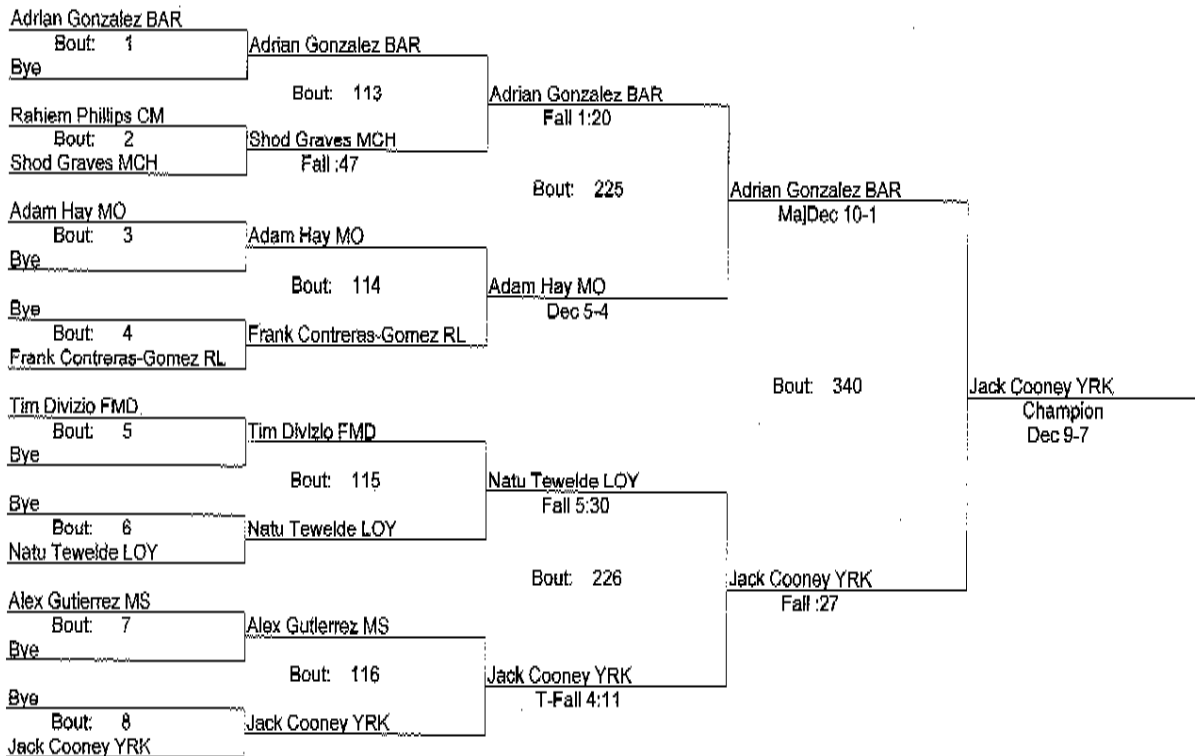 Adrian Gonzalez BAR
Bout: 1
Bye
Adrian Gonzalez BAR
Bout: 113
Rahiem Phillips CM
Bout: 2
Shod Graves MCH
Shod Graves MCH
Fall :47
Adrian Gonzalez BAR
Fall 1:20
Bout: 225
Adam Hay MO
Bout: 3
Bye
Adam Hay MO
Bout: 114
Bye
Bout: 4
Frank Contreras-Gomez RL
Frank Contreras-Gomez RL
Adam Hay MO
Dec 5-4
Adrian Gonzalez BAR
MajDec 10-1
Bout: 340
Tim Divizio FMD
Bout: 5
Bye
Tim Divizio FMD
Bout: 115
Bye
Bout: 6
Natu Tewelde LOY
Natu Tewelde LOY
Natu Tewelde LOY
Fall 5:30
Bout: 226
Alex Gutierrez MS
Bout: 7
Bye
Alex Gutierrez MS
Bout: 116
Bye
Bout: 8
Jack Cooney YRK
Jack Cooney YRK
Jack Cooney YRK
T-Fall 4:11
Jack Cooney YRK
Fall :27
Jack Cooney YRK
Champion
Dec 9-7